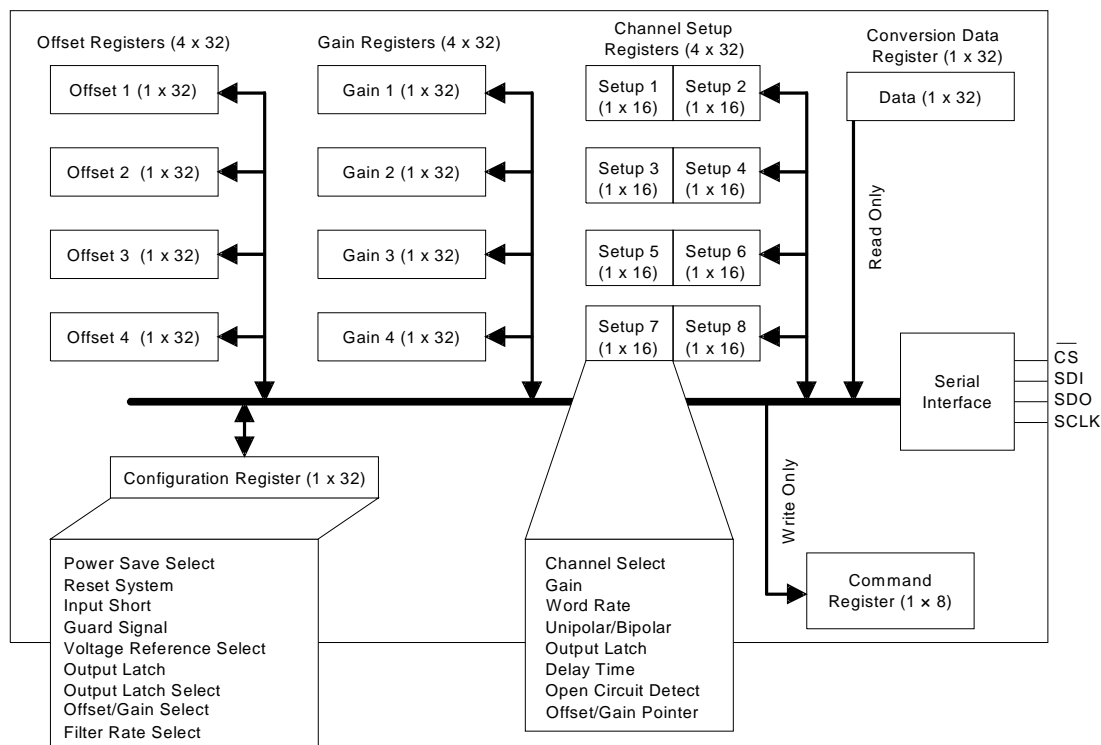 Offset Registers (4 x 32)
Offset 1 (1 x 32)
Offset 2 (1 x 32)
Offset 3 (1 x 32)
Offset 4 (1 x 32)
Gain Registers (4 x 32)
Gain 1 (1 x 32)
Gain 2 (1 x 32)
Gain 3 (1 x 32)
Gain 4 (1 x 32)
Channel Setup
Registers (4 x 32)
Setup 1
(1 x 16)
Setup 2
(1 x 16)
Setup 3
(1 x 16)
Setup 4
(1 x 16)
Setup 5
(1 x 16)
Setup 6
(1 x 16)
Setup 7
(1 x 16)
Setup 8
(1 x 16)
Conversion Data
Register (1 x 32)
Data (1 x 32)
Read Only
Serial
Interface
CS
SDI
SDO
SCLK
Configuration Register (1 x 32)
Power Save Select
Reset System
Input Short
Guard Signal
Voltage Reference Select
Output Latch
Output Latch Select
Offset/Gain Select
Filter Rate Select
Channel Select
Gain
Word Rate
Unipolar/Bipolar
Output Latch
Delay Time
Open Circuit Detect
Offset/Gain Pointer
Write Only
Command
Register (1 × 8)